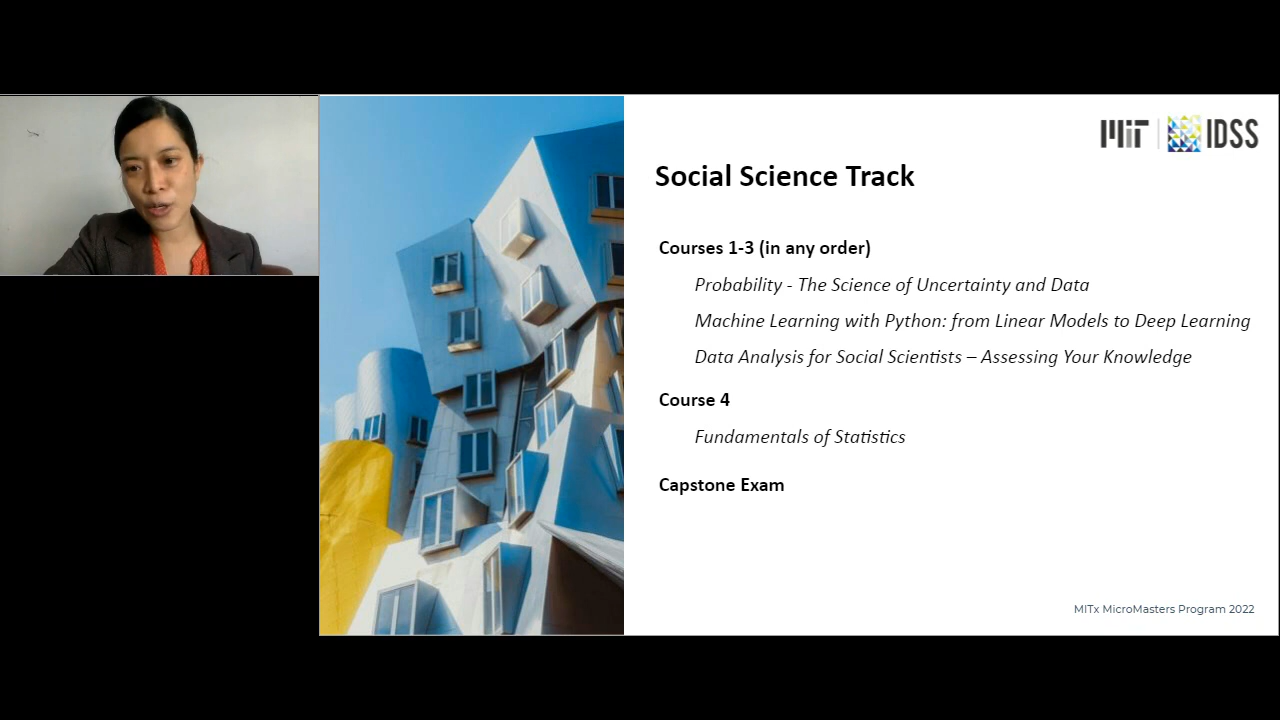 MIT | IDSS
Social Science Track
Courses 1-3 (in any order)
Probability - The Science of Uncertainty and Data
Machine Learning with Python: from Linear Models to Deep Learning
Data Analysis for Social Scientists – Assessing Your Knowledge
Course 4
Fundamentals of Statistics
Capstone Exam
MITx MicroMasters Program 2022